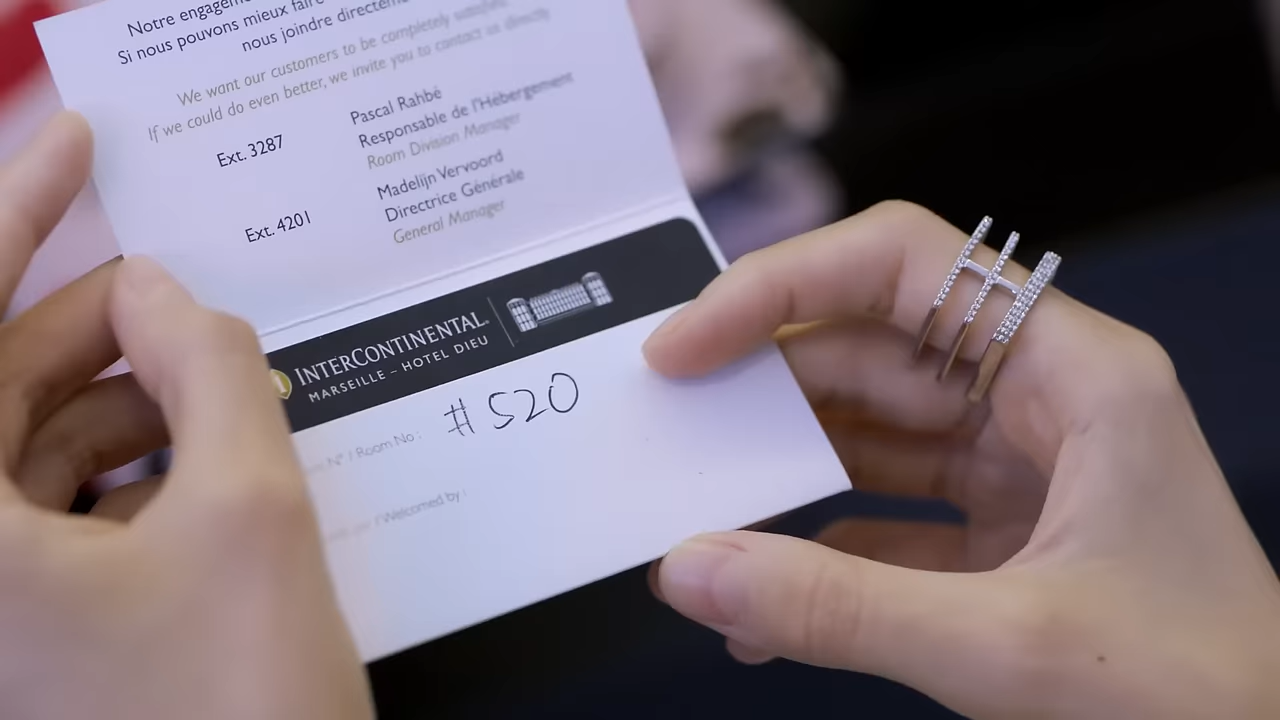 Notre engagem
Si nous pouvons mieux faire
nous joindre directem
We want our customers to be completely satisfied.
If we could do even better, we invite you to contact us directly
Ext. 3287
Pascal Rahbé
Responsable de l'Hébergement
Room Division Manager
Ext. 4201
Madelijn Vervoord
Directrice Générale
General Manager
INTERCONTINENTAL
MARSEILLE – HOTEL DIEU
N° / Room No : # 520
/ Welcomed by :